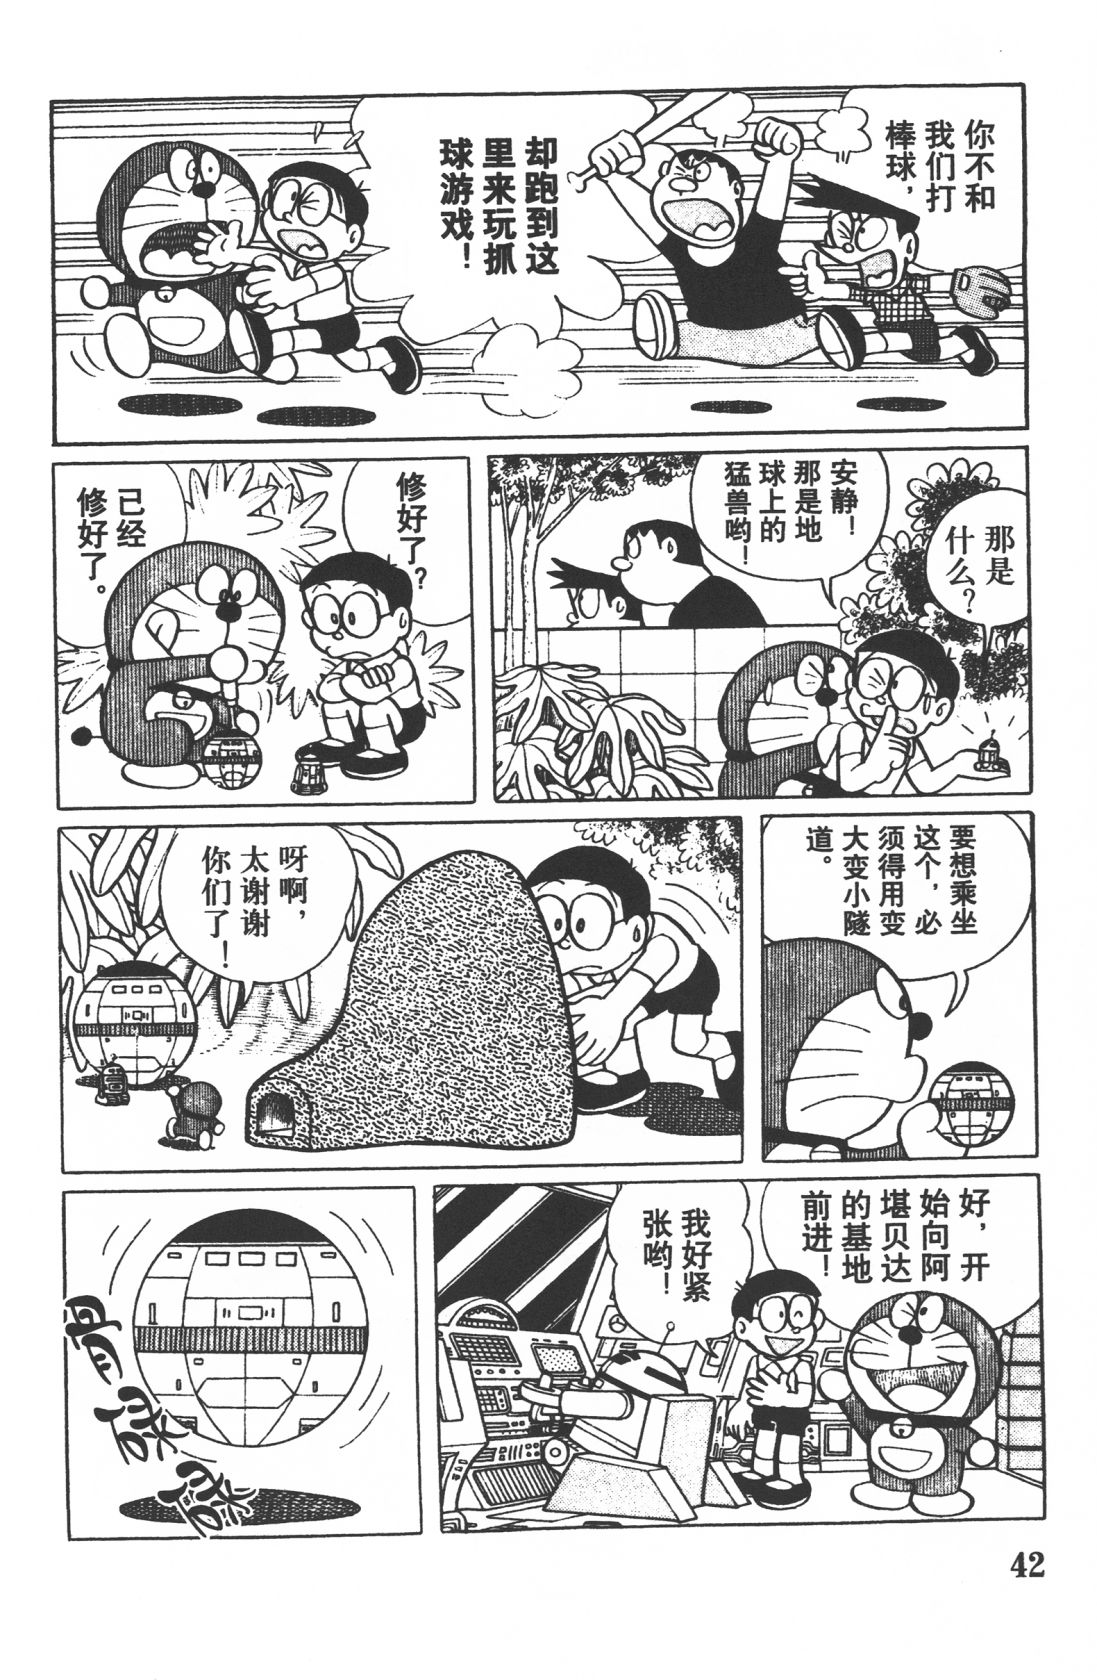 你不和
我们打
棒球，
却跑到这
里来玩抓
球游戏！
那是
什么？
安静！
那是地
球上的
猛兽哟！
修好了？
已经
修好了。
要想乘坐
这个，必
须得用变
大变小隧
道。
呀啊，
太谢谢
你们了！
好，开
始向阿
堪贝达
的基地
前进！
我好紧
张哟！
42